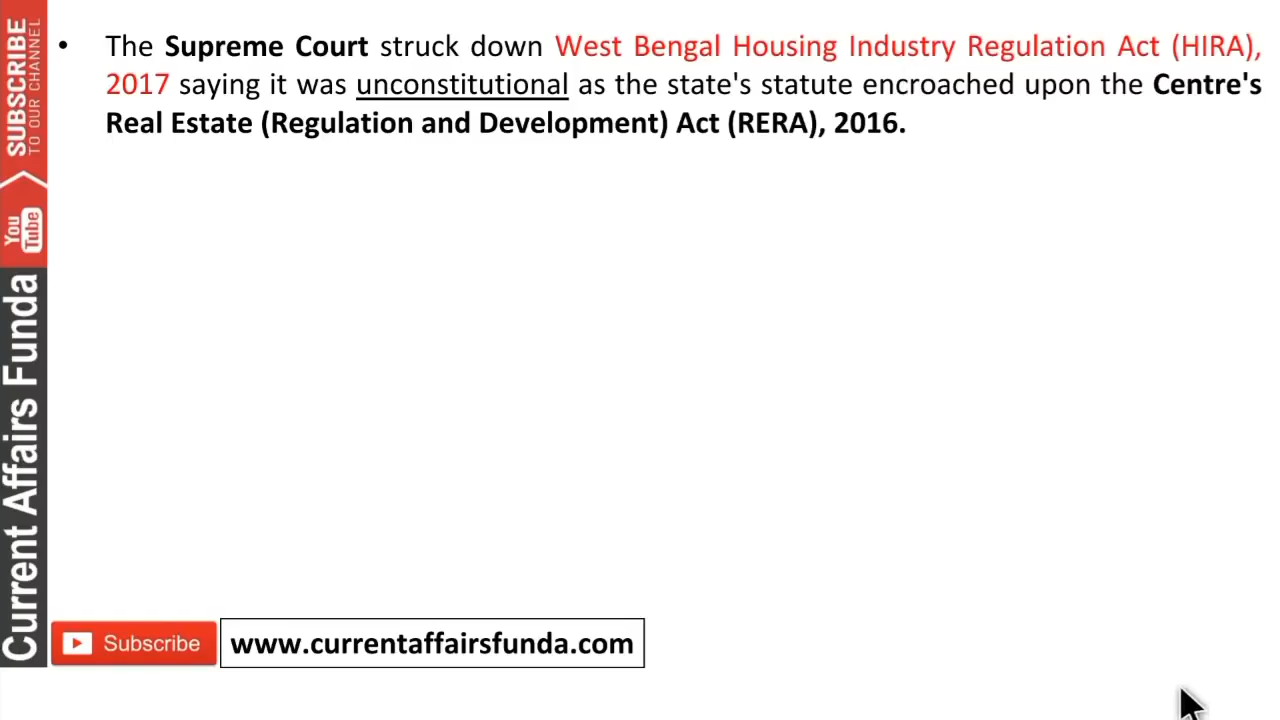 • The Supreme Court struck down West Bengal Housing Industry Regulation Act (HIRA),
2017 saying it was unconstitutional as the state's statute encroached upon the Centre's
Real Estate (Regulation and Development) Act (RERA), 2016.
SUBSCRIBE
TO OUR CHANNEL
You
Tube
Current Affairs Funda
Subscribe
www.currentaffairsfunda.com